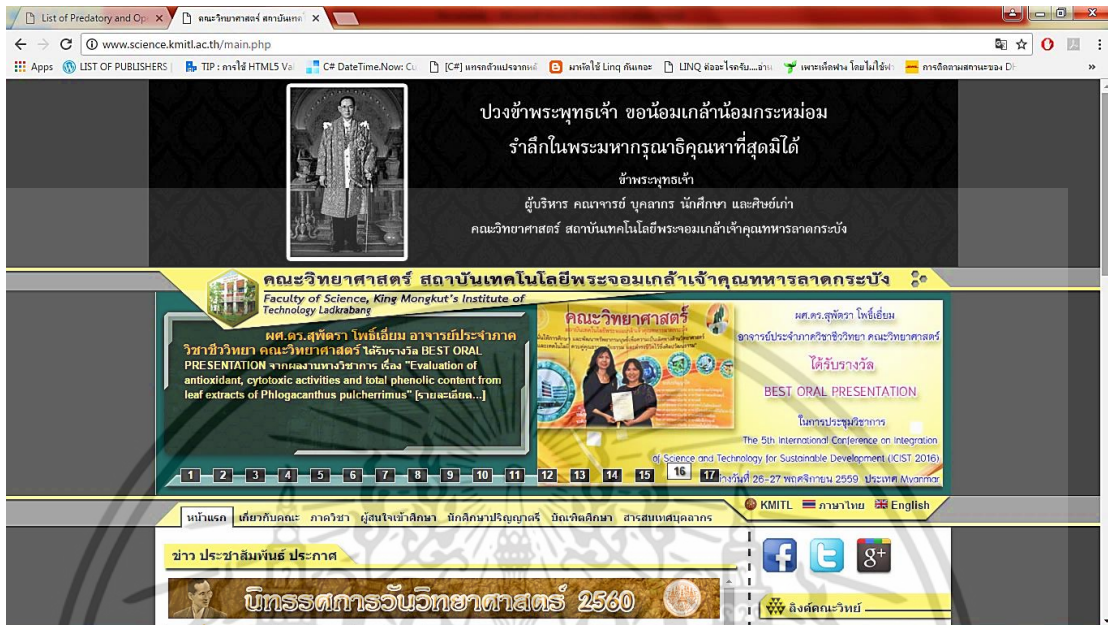 List of Predatory and Op
คณะวิทยาศาสตร์ สถาบันเทคโ
www.science.kmitl.ac.th/main.php
Apps
LIST OF PUBLISHERS |
TIP : การใช้ HTML5 Val
C# DateTime.Now: Cu
[C#] แทรกตัวแปรจากหนึ่
มาหัดใช้ Linq กันเถอะ
LINQ คืออะไรครับ....อ่าน
เพาะเห็ดฟาง โดยไม่ใช้ฟา
การติดตามสถานะของ DH
»
ปวงข้าพระพุทธเจ้า ขอน้อมเกล้าน้อมกระหม่อม
รำลึกในพระมหากรุณาธิคุณหาที่สุดมิได้
ข้าพระพุทธเจ้า
ผู้บริหาร คณาจารย์ บุคลากร นักศึกษา และศิษย์เก่า
คณะวิทยาศาสตร์ สถาบันเทคโนโลยีพระจอมเกล้าเจ้าคุณทหารลาดกระบัง
คณะวิทยาศาสตร์ สถาบันเทคโนโลยีพระจอมเกล้าเจ้าคุณทหารลาดกระบัง
Faculty of Science, King Mongkut's Institute of
Technology Ladkrabang
ผศ.ดร.สุพัตรา โพธิ์เอี่ยม อาจารย์ประจำภาค
วิชาชีววิทยา คณะวิทยาศาสตร์ ได้รับรางวัล BEST ORAL
PRESENTATION จากผลงานทางวิชาการ เรื่อง "Evaluation of
antioxidant, cytotoxic activities and total phenolic content from
leaf extracts of Phlogacanthus pulcherrimus" [รายละเอียด...]
คณะวิทยาศาสตร์
ผศ.ดร.สุพัตรา โพธิ์เอี่ยม
อาจารย์ประจำภาควิชาชีววิทยา คณะวิทยาศาสตร์
ได้รับรางวัล
BEST ORAL PRESENTATION
ในการประชุมวิชาการ
The 5th International Conference on Integration
of Science and Technology for Sustainable Development (ICIST 2016)
วันที่ 26-27 พฤศจิกายน 2559 ประเทศ Myanmar
1 2 3 4 5 6 7 8 9 10 11 12 13 14 15 16 17
KMITL ภาษาไทย English
หน้าแรก เกี่ยวกับคณะ ภาควิชา ผู้สนใจเข้าศึกษา นักศึกษาปริญญาตรี บัณฑิตศึกษา สารสนเทศบุคลากร
ข่าว ประชาสัมพันธ์ ประกาศ
นิทรรศการวันวิทยาศาสตร์ 2560
ลิงค์คณะวิทย์